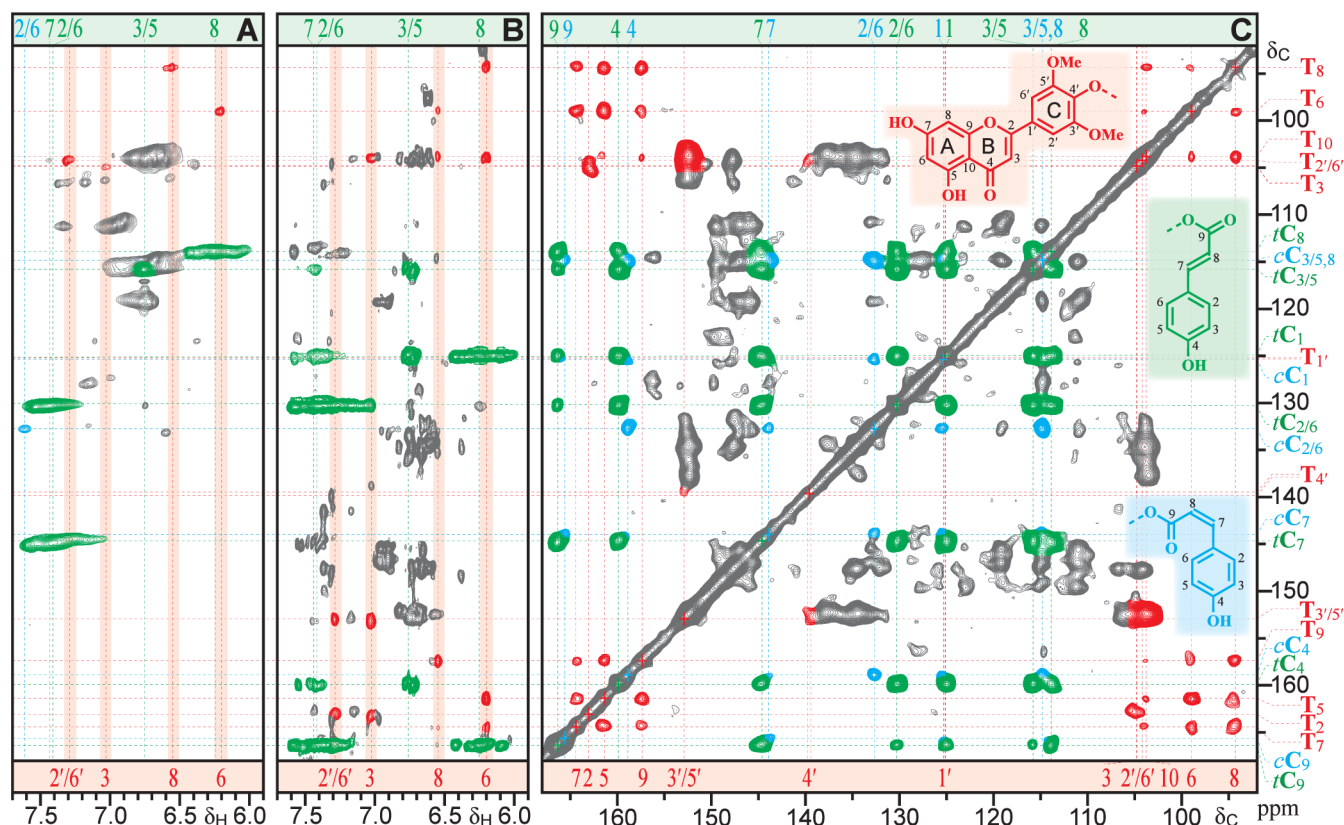 2/6 7 2/6 3/5 8 A
7 2/6 3/5 8 B
9 9 4 4 7 7 2/6 2/6 1 1 3/5 3/5,8 8 C
δC
T8
T6
100
T10
T2′/6′
T3
110
tC8
cC3/5,8
tC3/5
120
tC1
T1′
cC1
130
tC2/6
cC2/6
T4′
140
cC7
tC7
150
T3′/5′
T9
cC4
tC4
160
T5
T2
T7
cC9
tC9
OMe
5′ 4′ O
6′ C
8 1′ 3′ OMe
HO 7 9 O 2 2′
A B
6 10 4 3
5
OH O
O O
9
8
7
6 2
5 3
4
OH
8
O 9 7
O 6 2
5 3
4
OH
2′/6′ 3 8 6
2′/6′ 3 8 6
7 2 5 9 3′/5′ 4′ 1′ 3 2′/6′ 10 6 8
7.5 7.0 6.5 δH 6.0
7.5 7.0 6.5 δH 6.0
160 150 140 130 120 110 100 δC ppm